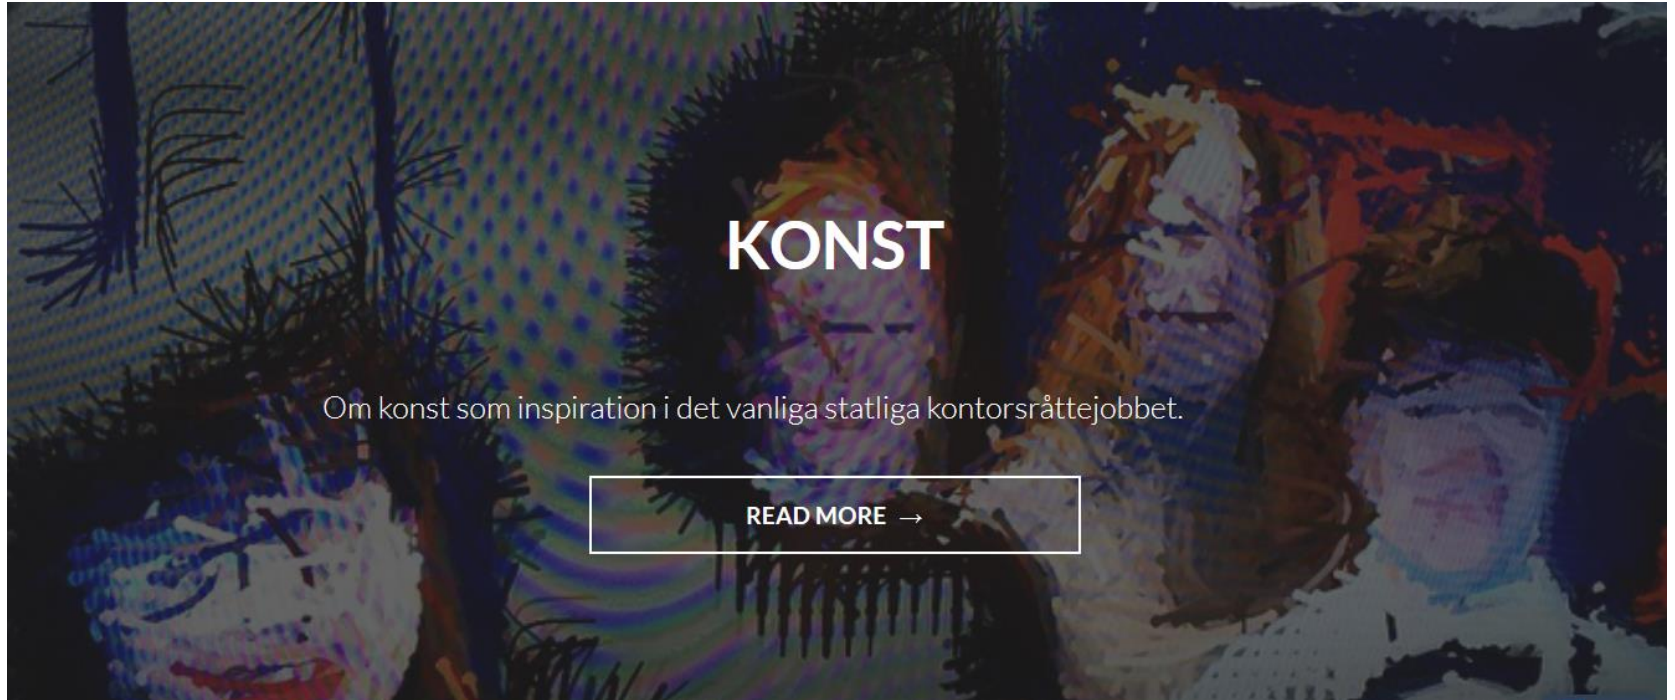 KONST
Om konst som inspiration i det vanliga statliga kontorsråttejobbet.
READ MORE →